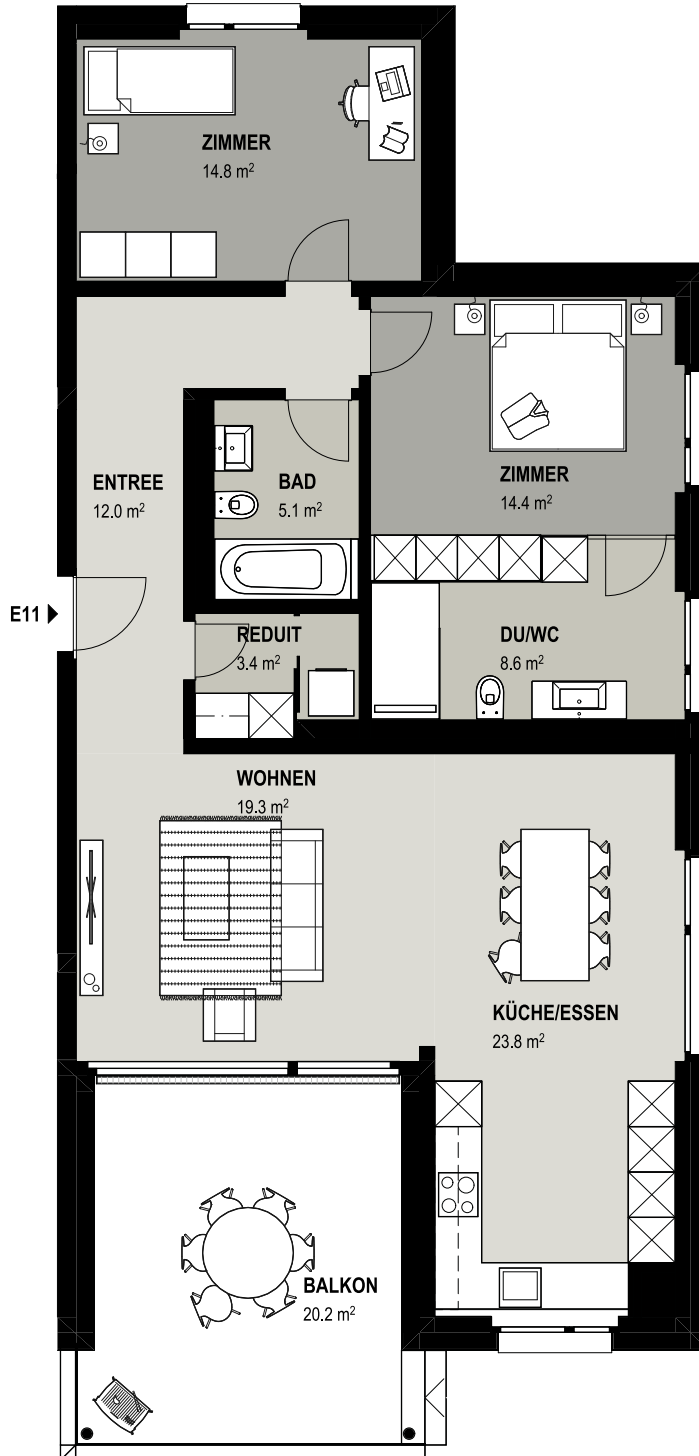 ZIMMER
14.8 m²
ENTREE
12.0 m²
BAD
5.1 m²
ZIMMER
14.4 m²
E11
REDUIT
3.4 m²
DU/WC
8.6 m²
WOHNEN
19.3 m²
KÜCHE/ESSEN
23.8 m²
BALKON
20.2 m²